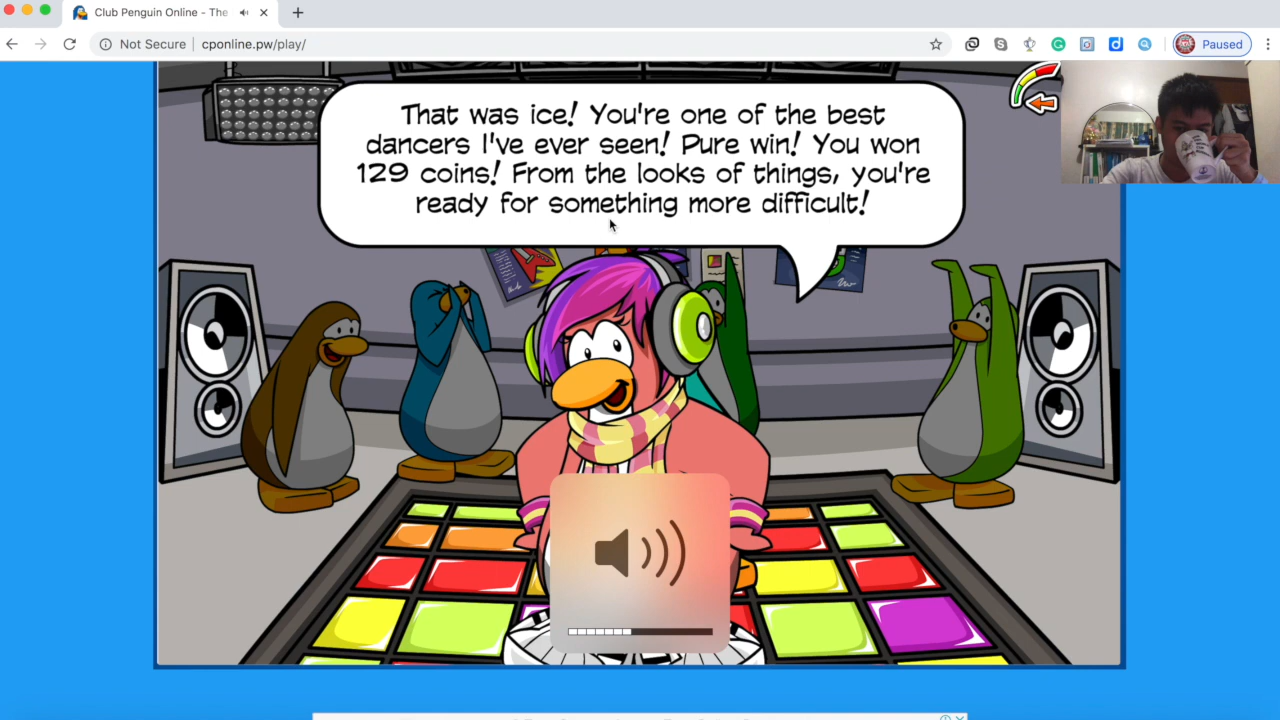 Club Penguin Online - The
Not Secure
cponline.pw/play/
Paused
That was ice! You're one of the best
dancers I've ever seen! Pure win! You won
129 coins! From the looks of things, you're
ready for something more difficult!